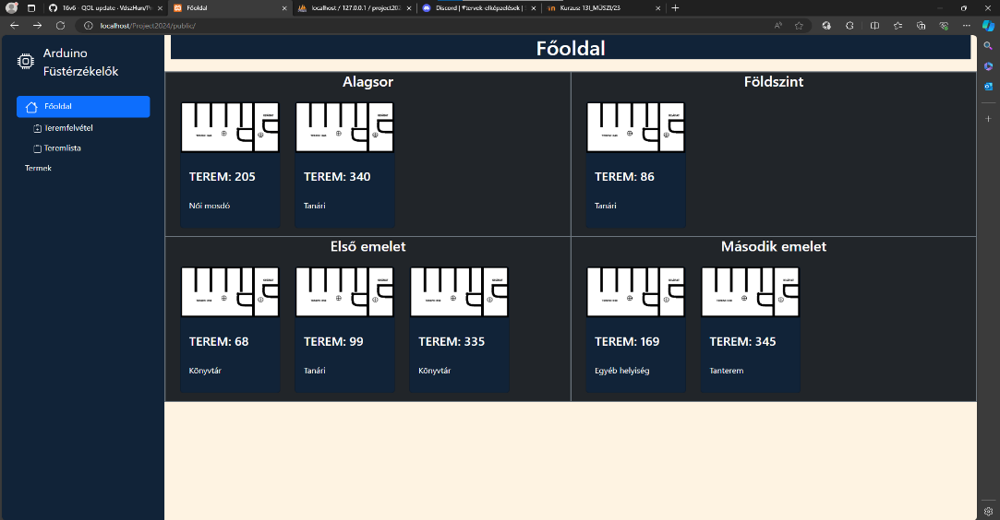 16v6 - QOL update · VdszHun/Pr
Főoldal
localhost / 127.0.0.1 / project202
Discord | #tervek-elképzelések |
Kurzus: 13I_MŰSZI/23
localhost/Project2024/public/
Arduino
Füstérzékelők
Főoldal
Teremfelvétel
Teremlista
Termek
Főoldal
Alagsor
TEREM: 205
Női mosdó
TEREM: 340
Tanári
Földszint
TEREM: 86
Tanári
Első emelet
TEREM: 68
Könyvtár
TEREM: 99
Tanári
TEREM: 335
Könyvtár
Második emelet
TEREM: 169
Egyéb helyiség
TEREM: 345
Tanterem